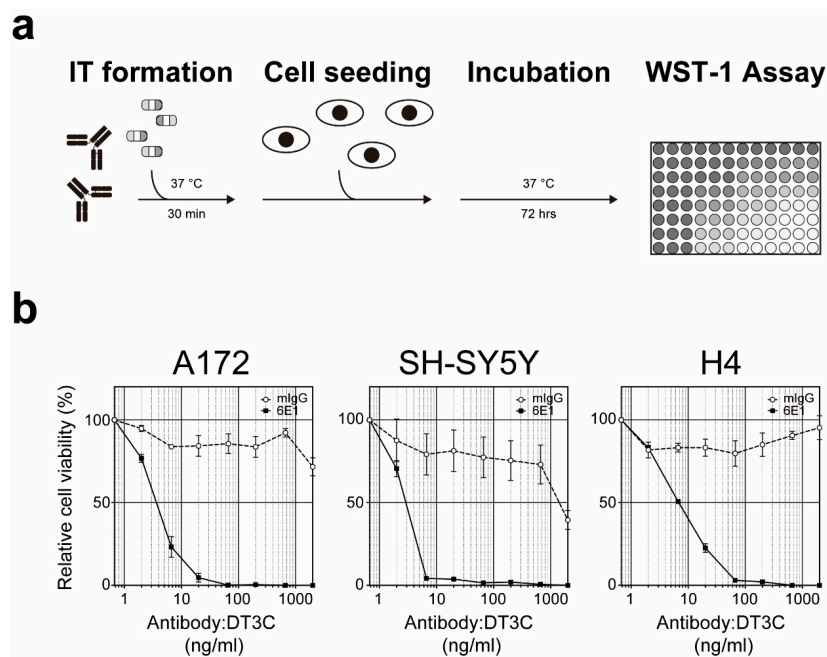 a
IT formation
Cell seeding
Incubation
WST-1 Assay
37 °C
30 min
37 °C
72 hrs
b
A172
SH-SY5Y
H4
Relative cell viability (%)
100
50
0
mIgG
6E1
1
10
100
1000
Antibody:DT3C
(ng/ml)
100
50
0
mIgG
6E1
1
10
100
1000
Antibody:DT3C
(ng/ml)
100
50
0
mIgG
6E1
1
10
100
1000
Antibody:DT3C
(ng/ml)